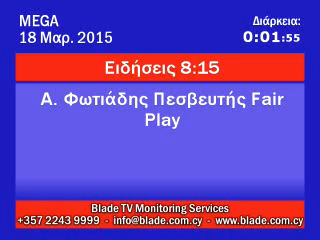 MEGA
18 Μαρ. 2015
Διάρκεια:
0:01:55
Ειδήσεις 8:15
Α. Φωτιάδης Πεσβευτής Fair
Play
Blade TV Monitoring Services
+357 2243 9999 - info@blade.com.cy - www.blade.com.cy